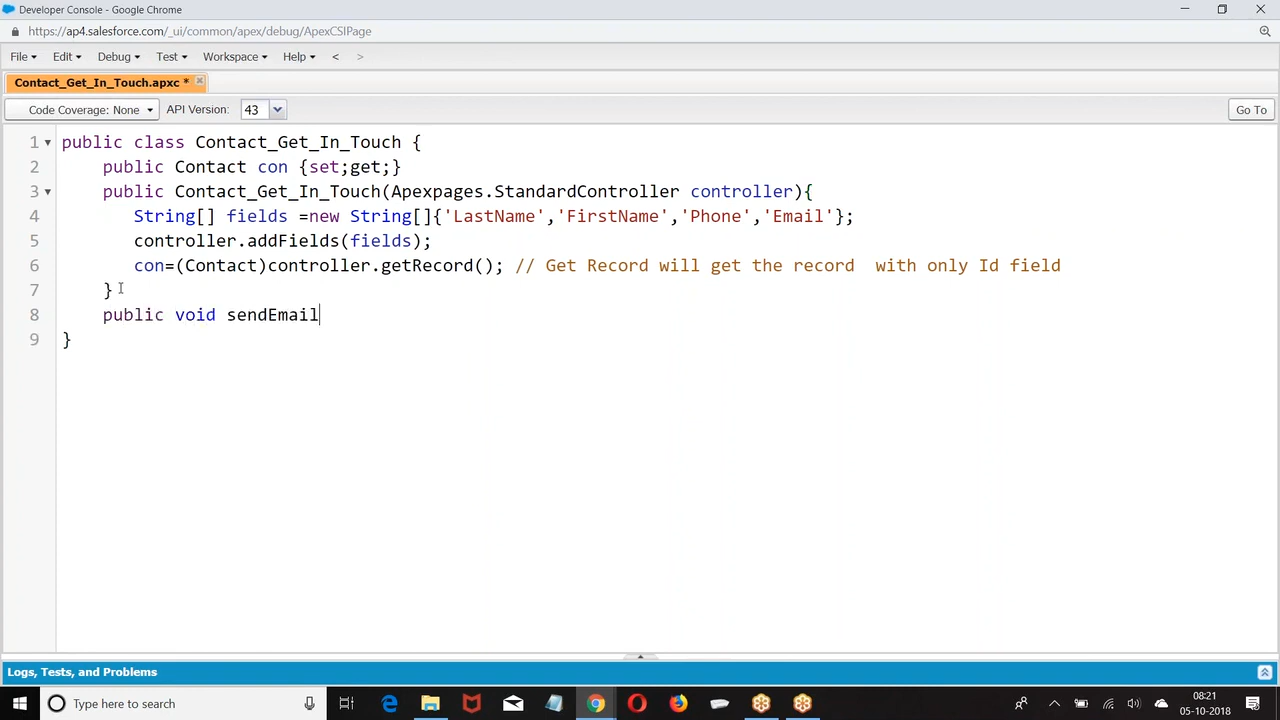 Developer Console - Google Chrome
https://ap4.salesforce.com/_ui/common/apex/debug/ApexCSIPage
File Edit Debug Test Workspace Help < >
Contact_Get_In_Touch.apxc *
Code Coverage: None API Version: 43 Go To
1 public class Contact_Get_In_Touch {
2 public Contact con {set;get;}
3 public Contact_Get_In_Touch(Apexpages.StandardController controller){
4 String[] fields =new String[]{'LastName','FirstName','Phone','Email'};
5 controller.addFields(fields);
6 con=(Contact)controller.getRecord(); // Get Record will get the record with only Id field
7 }
8 public void sendEmail
9 }
Logs, Tests, and Problems
Type here to search
08:21
05-10-2018